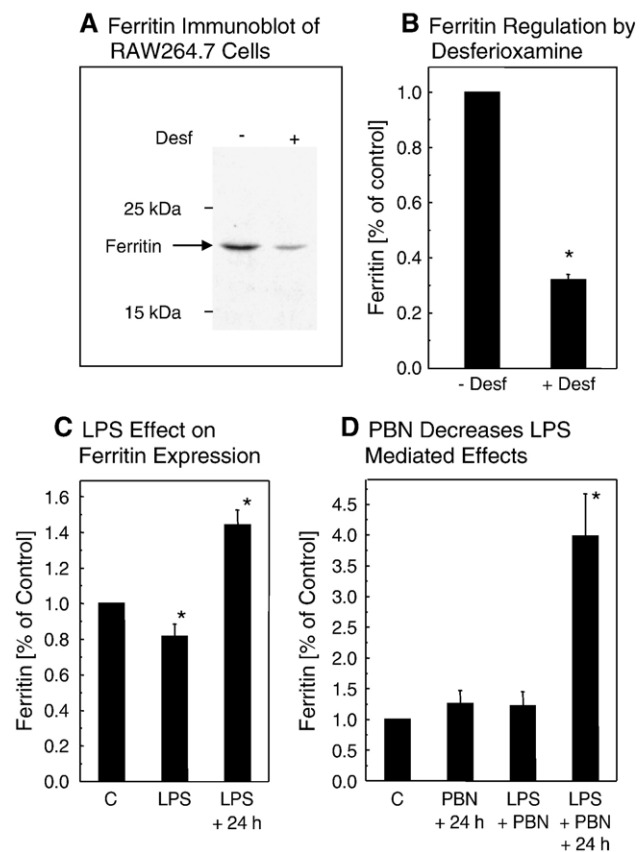 A Ferritin Immunoblot of
RAW264.7 Cells
Desf - +
25 kDa
Ferritin
15 kDa
B Ferritin Regulation by
Desferioxamine
Ferritin [% of control]
1.0
0.8
0.6
0.4
0.2
0.0
*
- Desf + Desf
C LPS Effect on
Ferritin Expression
Ferritin [% of Control]
1.6
1.4
1.2
1.0
0.8
0.6
0.4
0.2
0.0
*
*
C LPS LPS
+ 24 h
D PBN Decreases LPS
Mediated Effects
Ferritin [% of Control]
4.5
4.0
3.5
3.0
2.5
2.0
1.5
1.0
0.5
0.0
*
C PBN LPS LPS
+ 24 h + PBN + PBN
+ 24 h